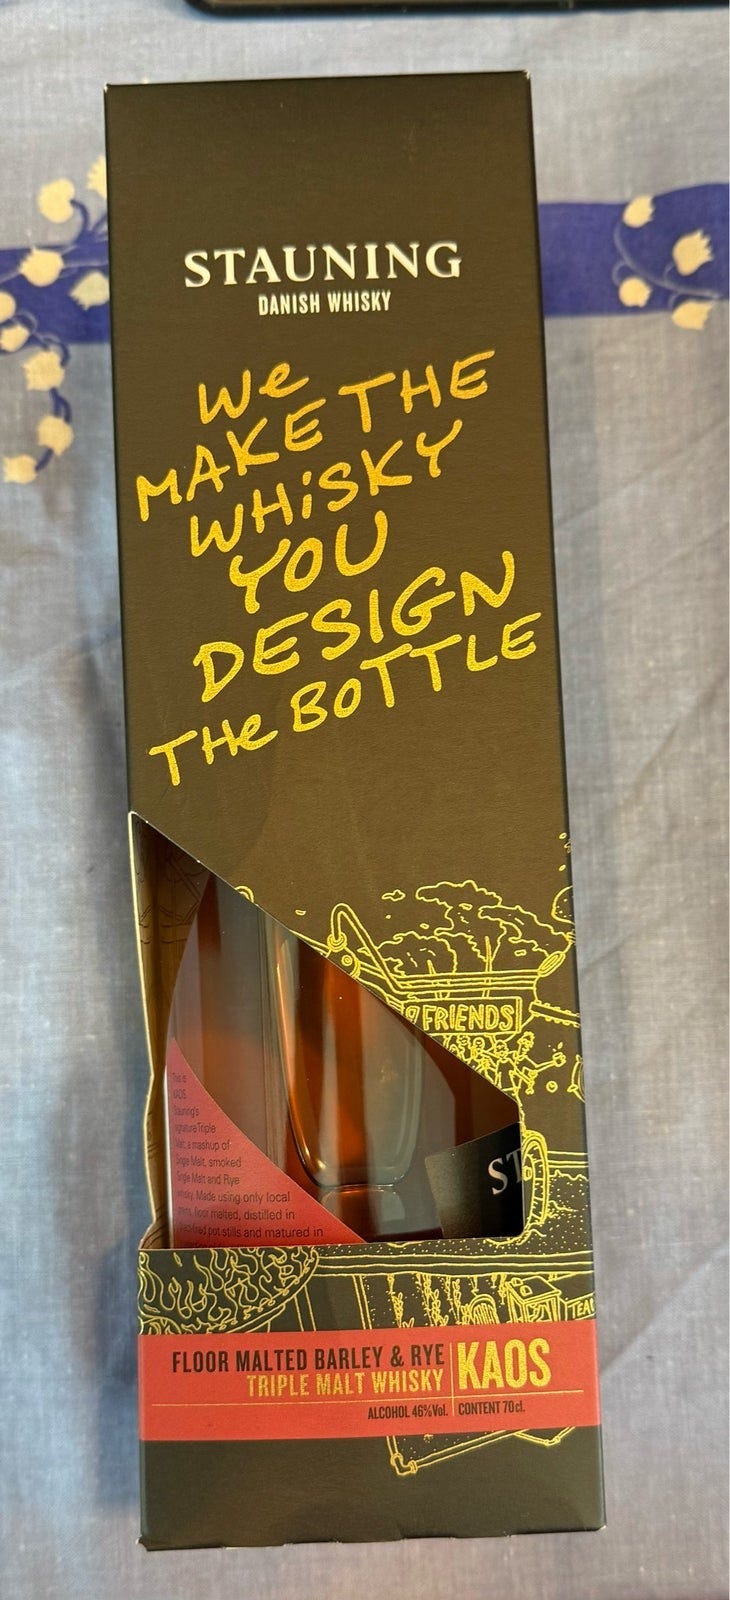 STAUNING
DANISH WHISKY
We
MAKE THE
WHiSKY
YOU
DESIGN
THe BoTTLE
FRIENDS
This is
KAOS
Stauning's
signature Triple
Malt, a mashup of
Single Malt, smoked
Single Malt and Rye
whisky. Made using only local
floor malted, distilled in
pot stills and matured in
ST
TEA
FLOOR MALTED BARLEY & RYE
TRIPLE MALT WHISKY
KAOS
ALCOHOL 46%Vol.
CONTENT 70cl.